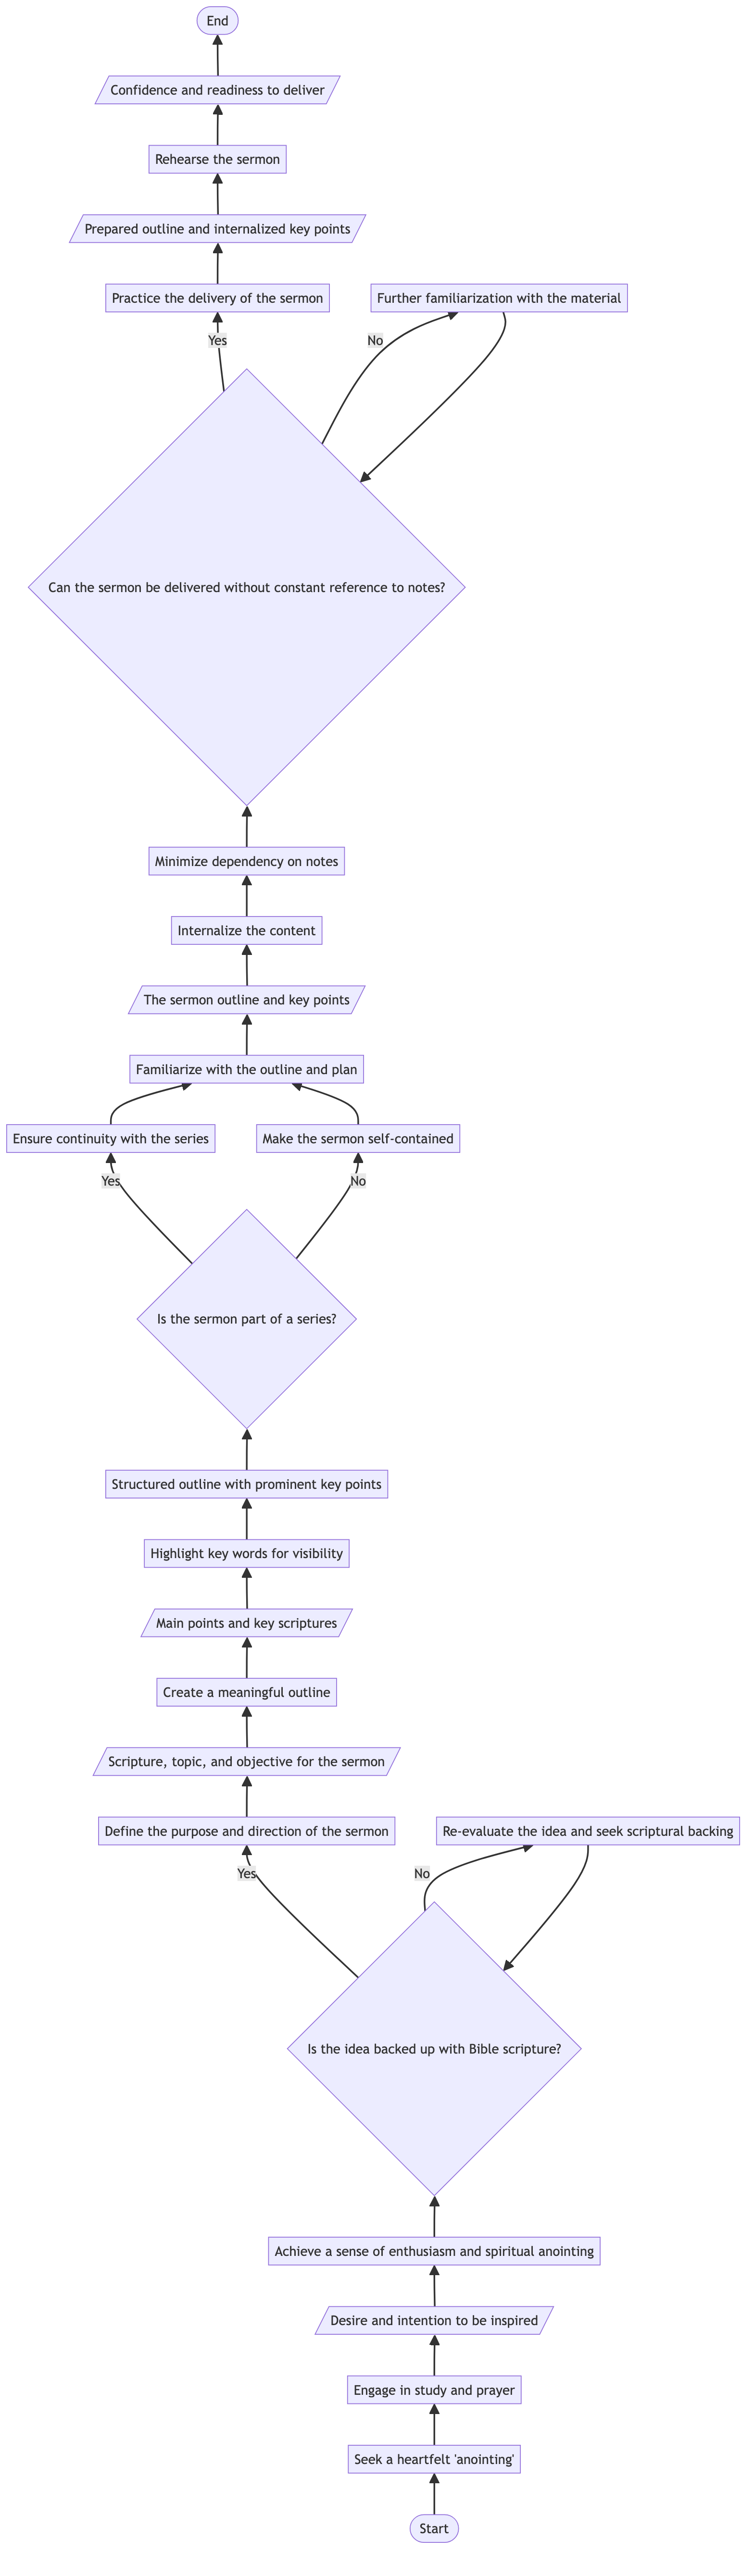 End
Confidence and readiness to deliver
Rehearse the sermon
Prepared outline and internalized key points
Practice the delivery of the sermon
Further familiarization with the material
Yes
No
Can the sermon be delivered without constant reference to notes?
Minimize dependency on notes
Internalize the content
The sermon outline and key points
Familiarize with the outline and plan
Ensure continuity with the series
Make the sermon self-contained
Yes
No
Is the sermon part of a series?
Structured outline with prominent key points
Highlight key words for visibility
Main points and key scriptures
Create a meaningful outline
Scripture, topic, and objective for the sermon
Define the purpose and direction of the sermon
Re-evaluate the idea and seek scriptural backing
Yes
No
Is the idea backed up with Bible scripture?
Achieve a sense of enthusiasm and spiritual anointing
Desire and intention to be inspired
Engage in study and prayer
Seek a heartfelt 'anointing'
Start